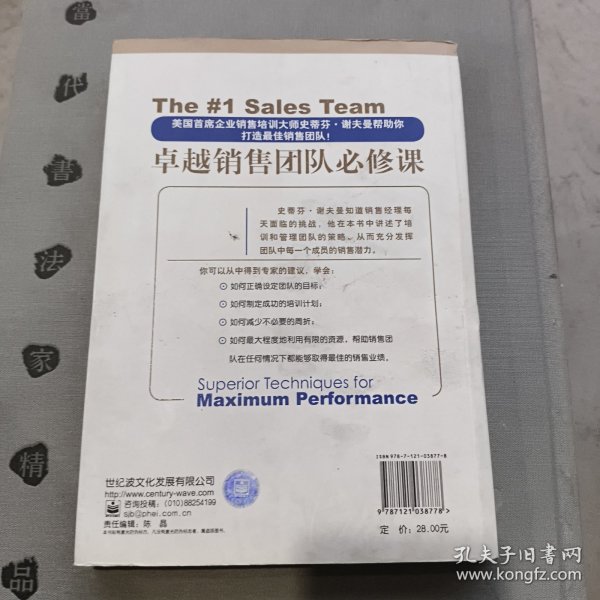 The #1 Sales Team
美国首席企业销售培训大师史蒂芬·谢夫曼帮助你
打造最佳销售团队!
卓越销售团队必修课
史蒂芬·谢夫曼知道销售经理每
天面临的挑战,他在本书中讲述了培
训和管理团队的策略、从而充分发挥
团队中每一个成员的销售潜力。
你可以从中得到专家的建议,学会:
如何正确设定团队的目标;
如何制定成功的培训计划;
如何减少不必要的周折;
如何最大程度地利用有限的资源,帮助销售团
队在任何情况下都能够取得最佳的销售业绩。
Superior Techniques for
Maximum Performance
世纪波文化发展有限公司
http://www.century-wave.com
咨询投稿:(010)88254199
sjb@phei.com.cn
责任编辑:陈 晶
ISBN 978-7-121-03877-8
9 787121 038778 >
定 价:28.00元
當代書法家精品
孔夫子旧书网
www.kongfz.com